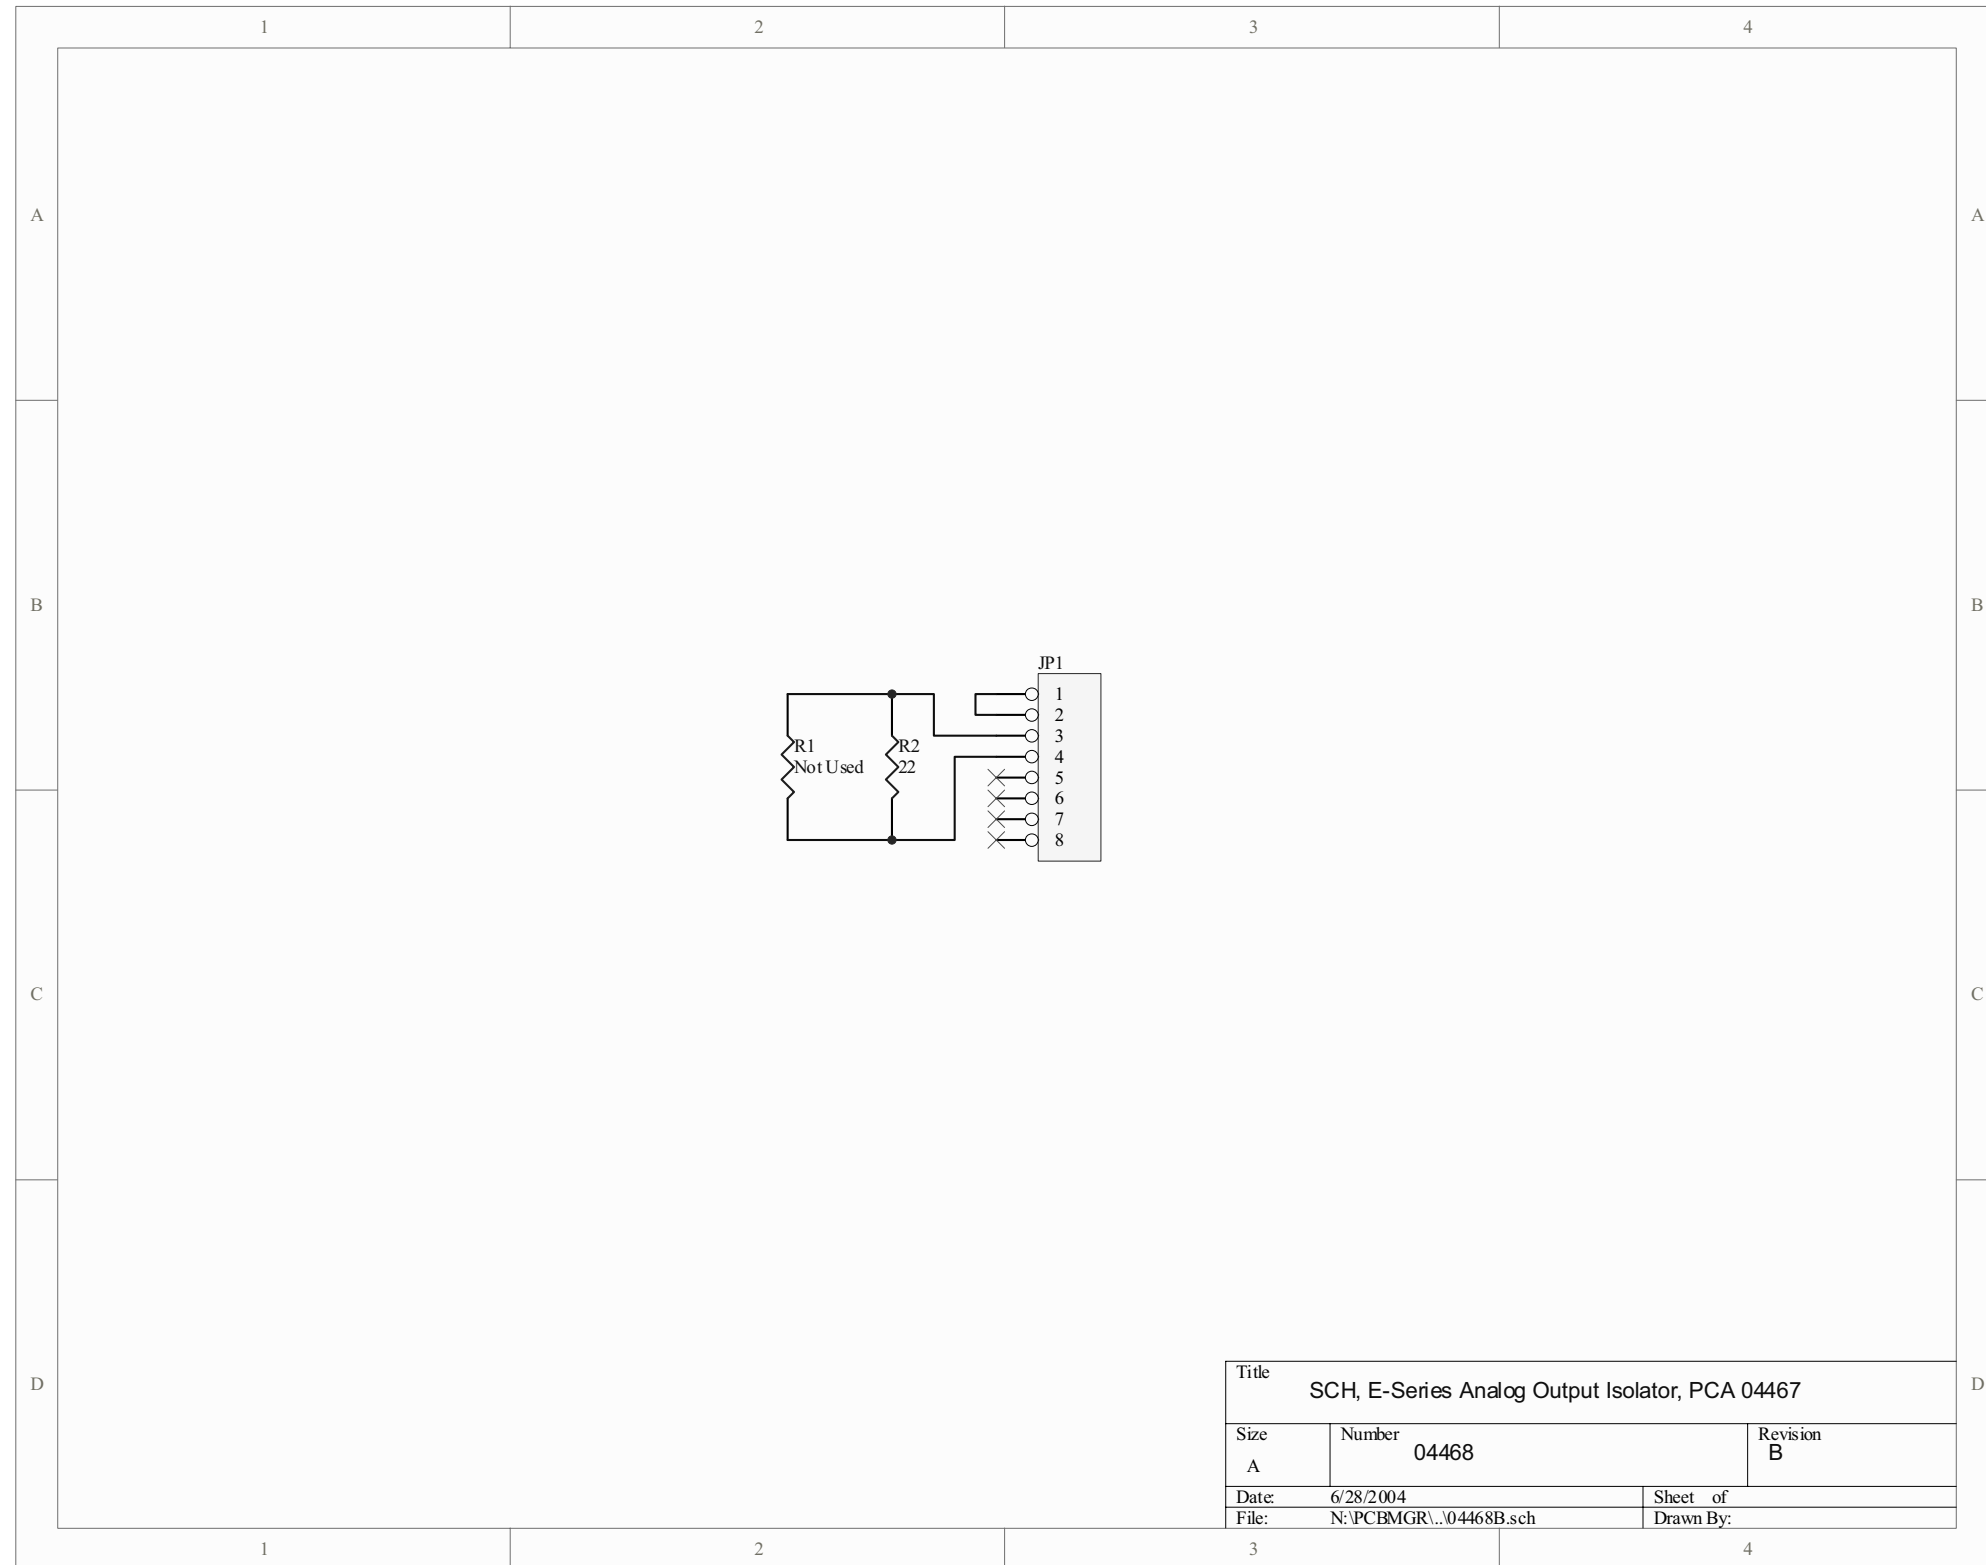 1 2 3 4
A A
B B
JP1
1
2
3
R1 R2 4
Not Used 22 5
6
7
8
C C
D D
Title
SCH, E-Series Analog Output Isolator, PCA 04467
Size Number Revision
04468 B
A
Date: 6/28/2004 Sheet of
File: N:\PCBMGR\..\04468B.sch Drawn By:
1 2 3 4